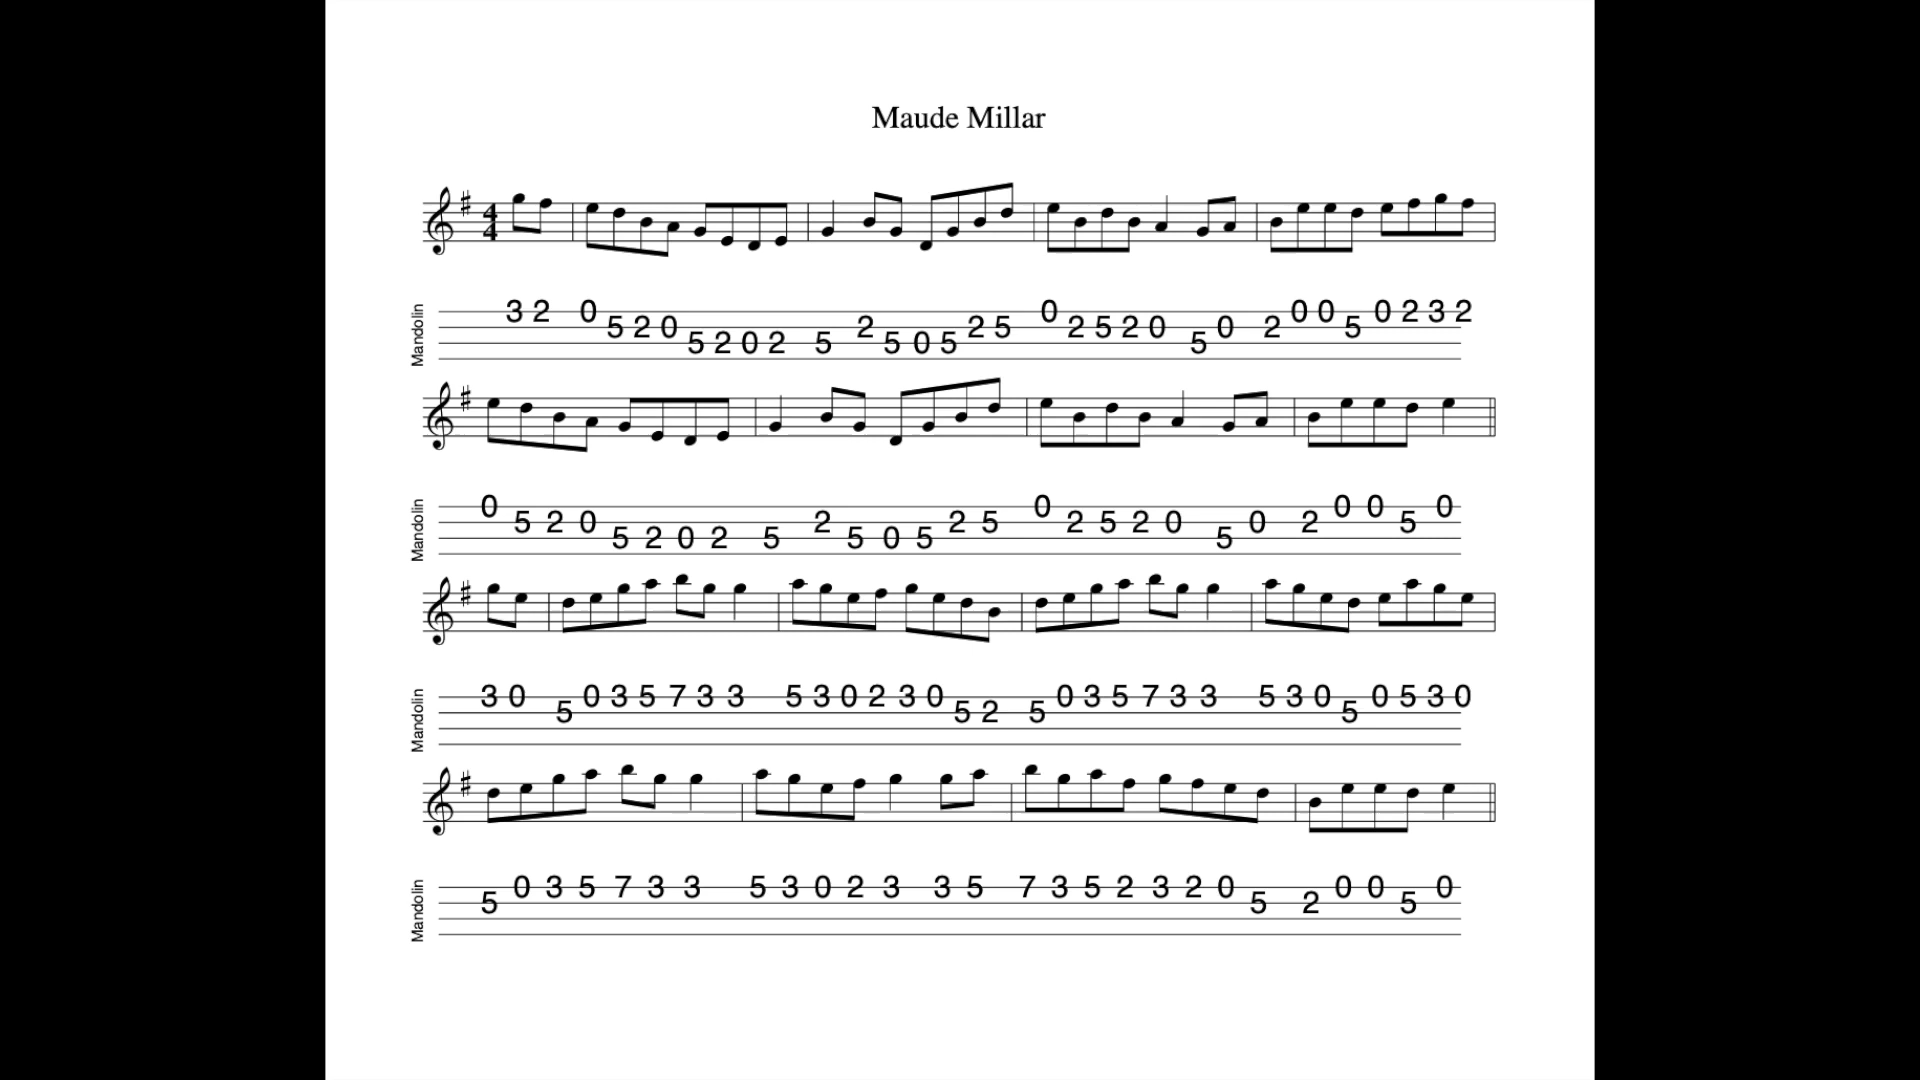 Maude Millar
4
4
Mandolin
3 2 0 5 2 0 5 2 0 2 5 2 5 0 5 2 5 0 2 5 2 0 5 0 2 0 0 5 0 2 3 2
Mandolin
0 5 2 0 5 2 0 2 5 2 5 0 5 2 5 0 2 5 2 0 5 0 2 0 0 5 0
Mandolin
3 0 5 0 3 5 7 3 3 5 3 0 2 3 0 5 2 5 0 3 5 7 3 3 5 3 0 5 0 5 3 0
Mandolin
5 0 3 5 7 3 3 5 3 0 2 3 3 5 7 3 5 2 3 2 0 5 2 0 0 5 0